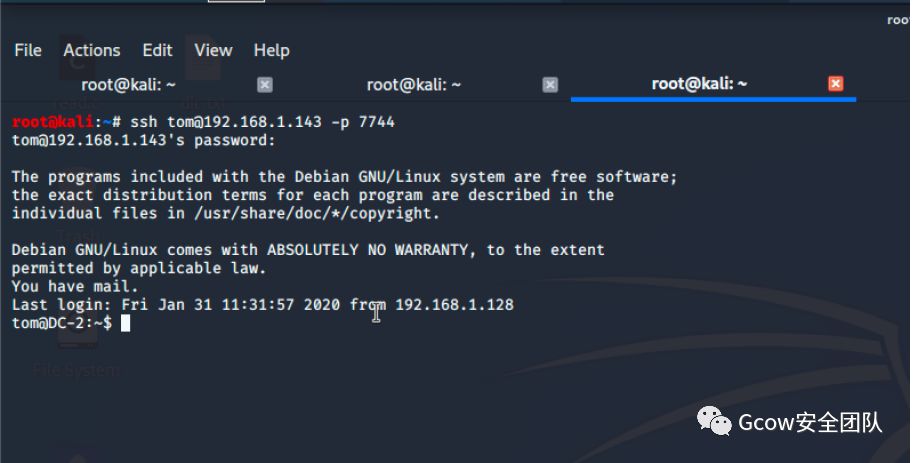 roo
File Actions Edit View Help
root@kali: ~ root@kali: ~ root@kali: ~
root@kali:~# ssh tom@192.168.1.143 -p 7744
tom@192.168.1.143's password:
The programs included with the Debian GNU/Linux system are free software;
the exact distribution terms for each program are described in the
individual files in /usr/share/doc/*/copyright.
Debian GNU/Linux comes with ABSOLUTELY NO WARRANTY, to the extent
permitted by applicable law.
You have mail.
Last login: Fri Jan 31 11:31:57 2020 from 192.168.1.128
tom@DC-2:~$
Trash
File System
Gcow安全团队